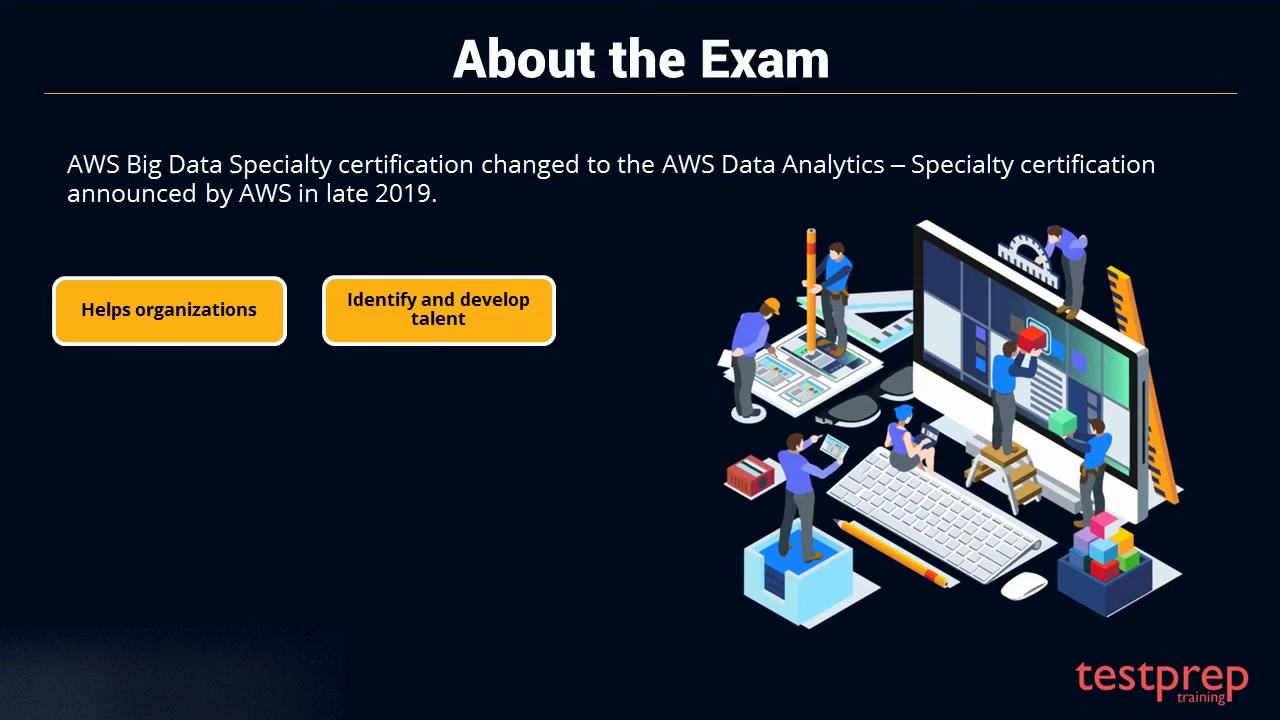 About the Exam
AWS Big Data Specialty certification changed to the AWS Data Analytics – Specialty certification
announced by AWS in late 2019.
Helps organizations
Identify and develop
talent
testprep
training